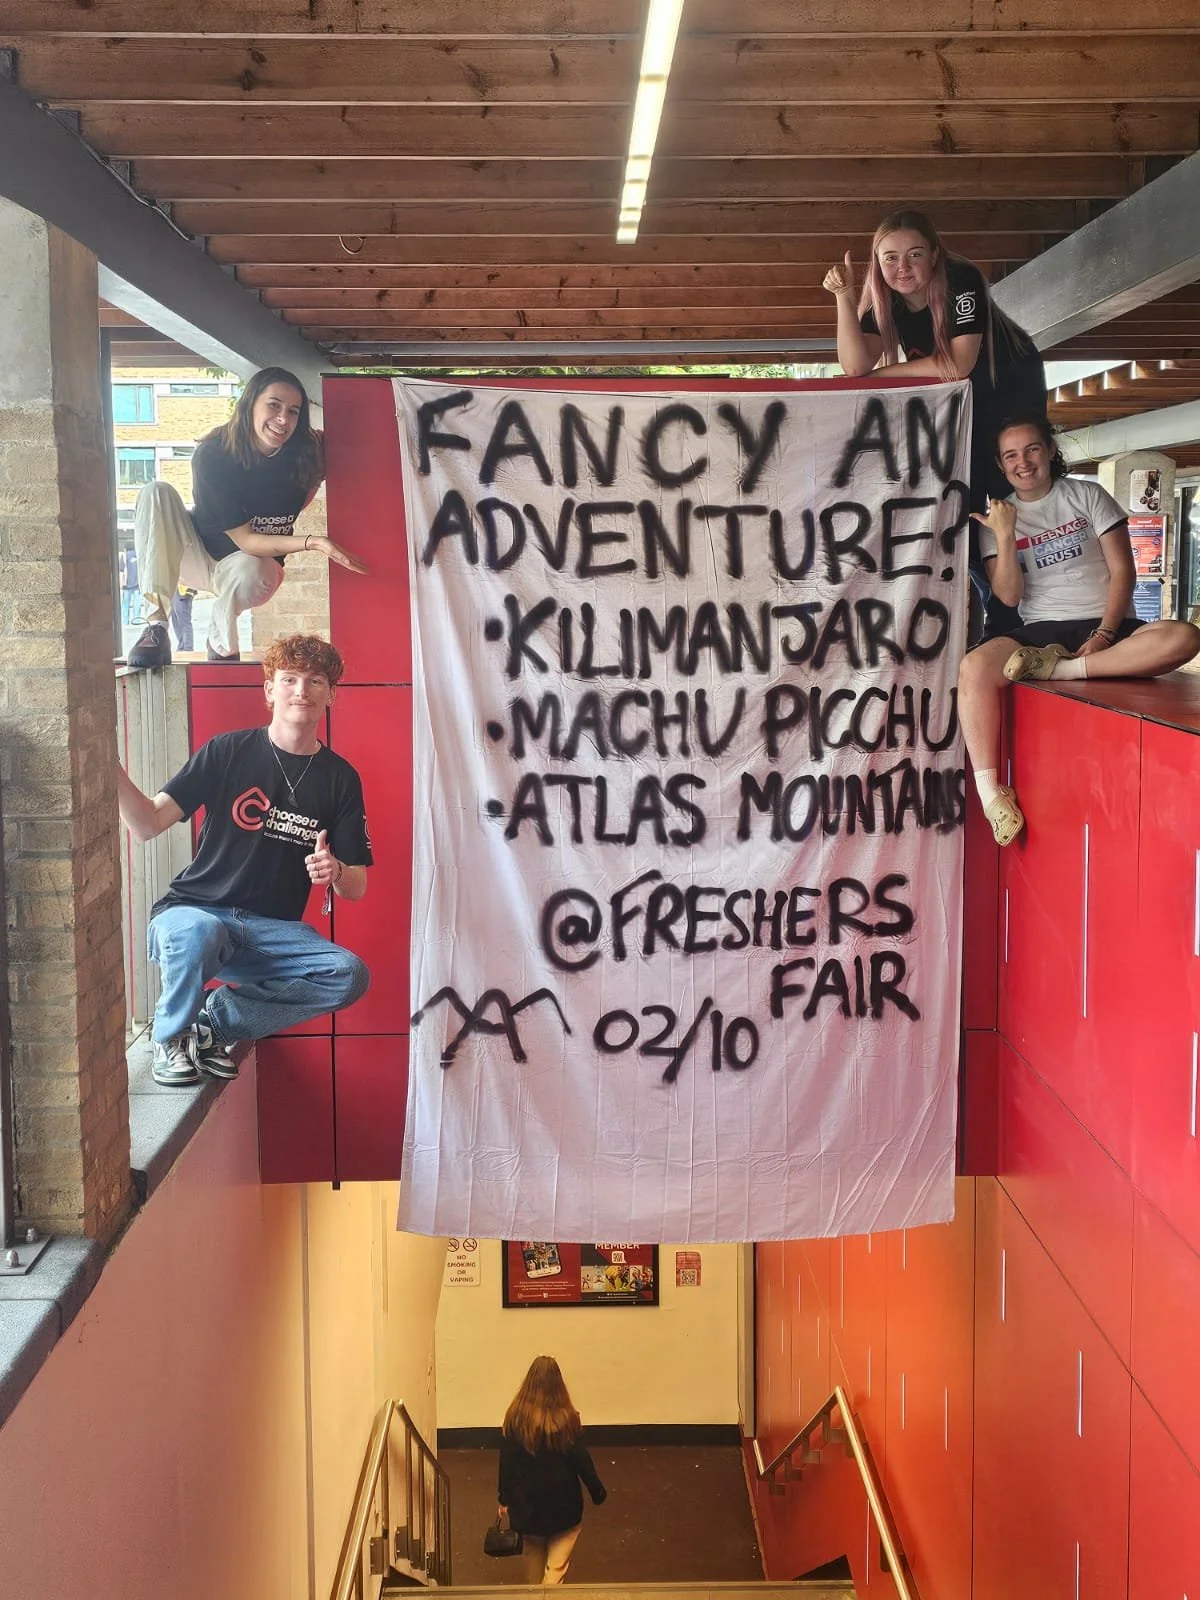 FANCY AN
ADVENTURE?
•KILIMANJARO
•MACHU PICCHU
•ATLAS MOUNTAINS
@FRESHERS
FAIR
02/10
choose a
challenge
choose a
challenge
TEENAGE
CANCER
TRUST
B
NO
SMOKING
OR
VAPING
MEMBER